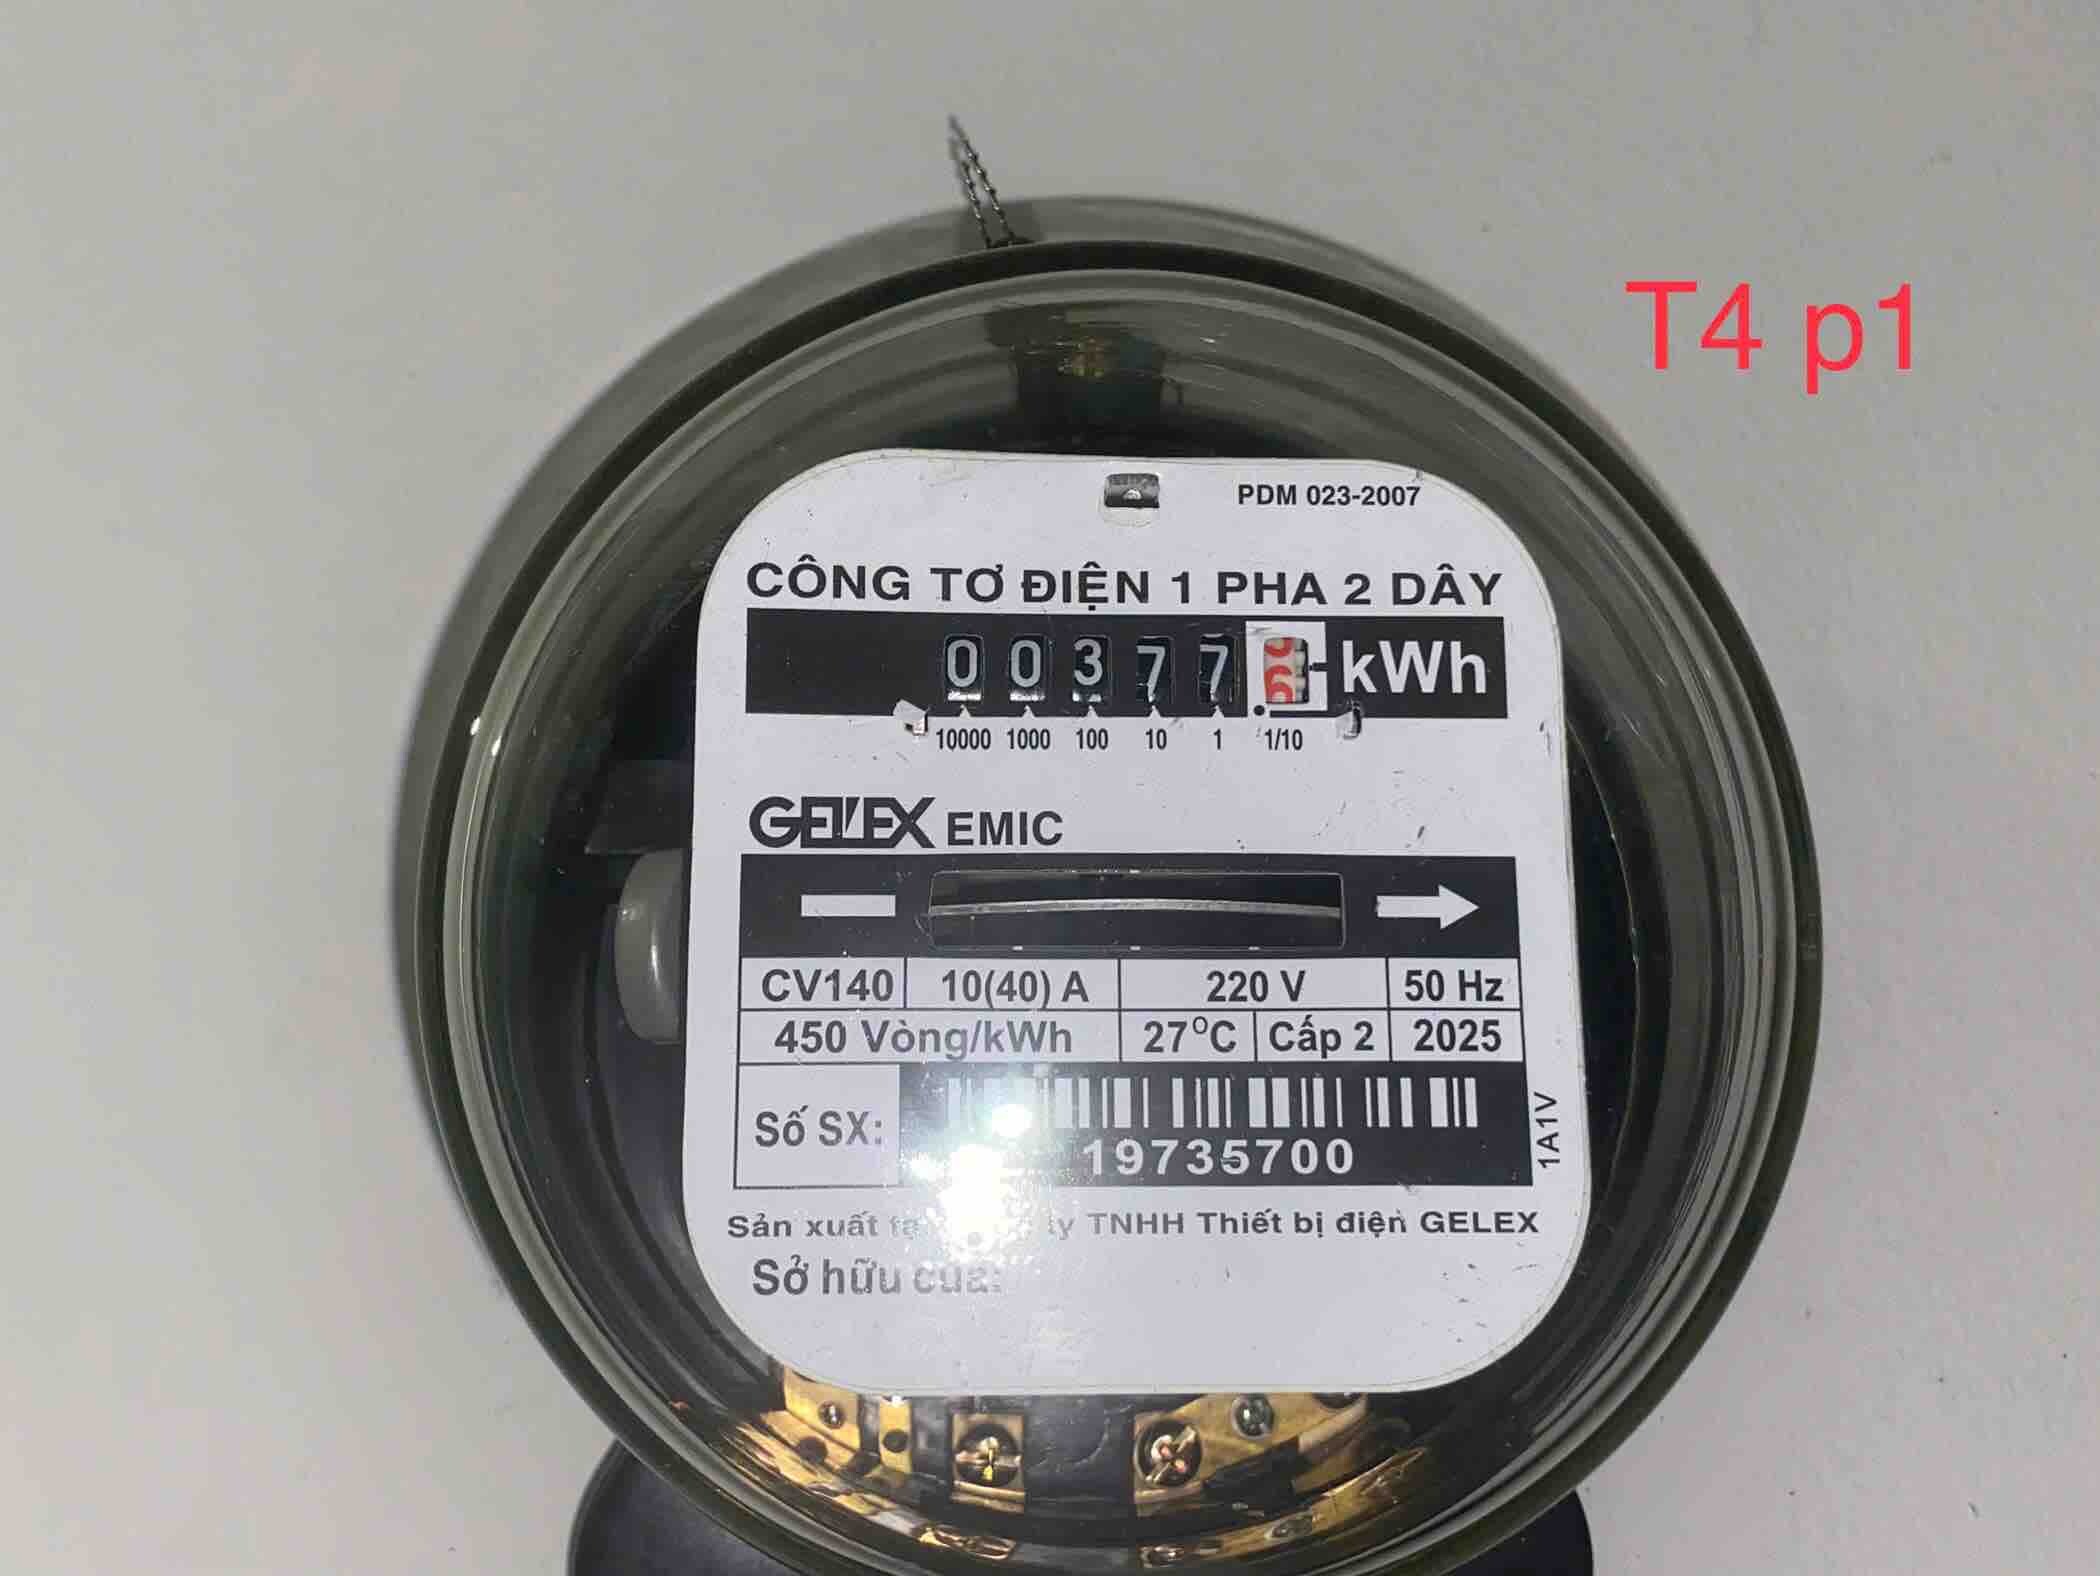 T4 p1
PDM 023-2007
CÔNG TƠ ĐIỆN 1 PHA 2 DÂY
0 0 3 7 7 kWh
10000 1000 100 10 1 1/10
GELEX EMIC
CV140 10(40) A 220 V 50 Hz
450 Vòng/kWh 27°C Cấp 2 2025
Số SX:
19735700
1A1V
Sản xuất TNHH Thiết bị điện GELEX
Sở hữu của: